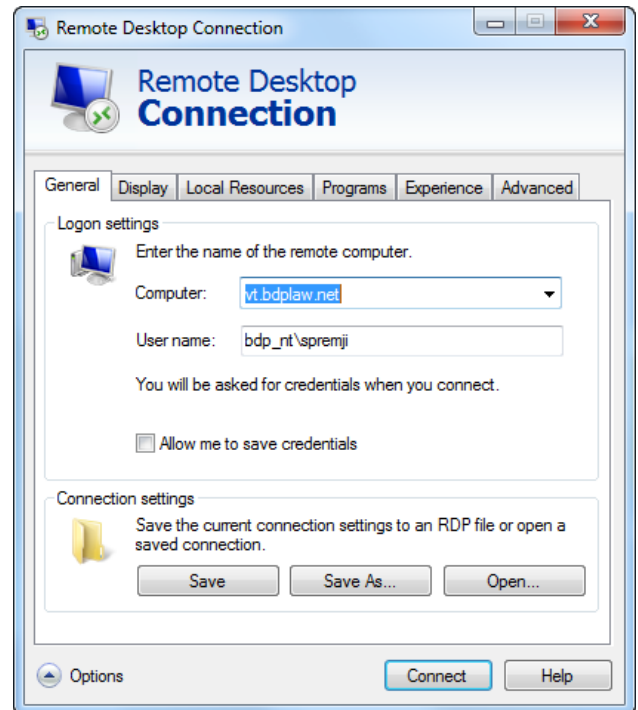 Remote Desktop Connection
Remote Desktop
Connection
General Display Local Resources Programs Experience Advanced
Logon settings
Enter the name of the remote computer.
Computer: vt.bdplaw.net
User name: bdp_nt\spremji
You will be asked for credentials when you connect.
Allow me to save credentials
Connection settings
Save the current connection settings to an RDP file or open a
saved connection.
Save Save As... Open...
Options Connect Help